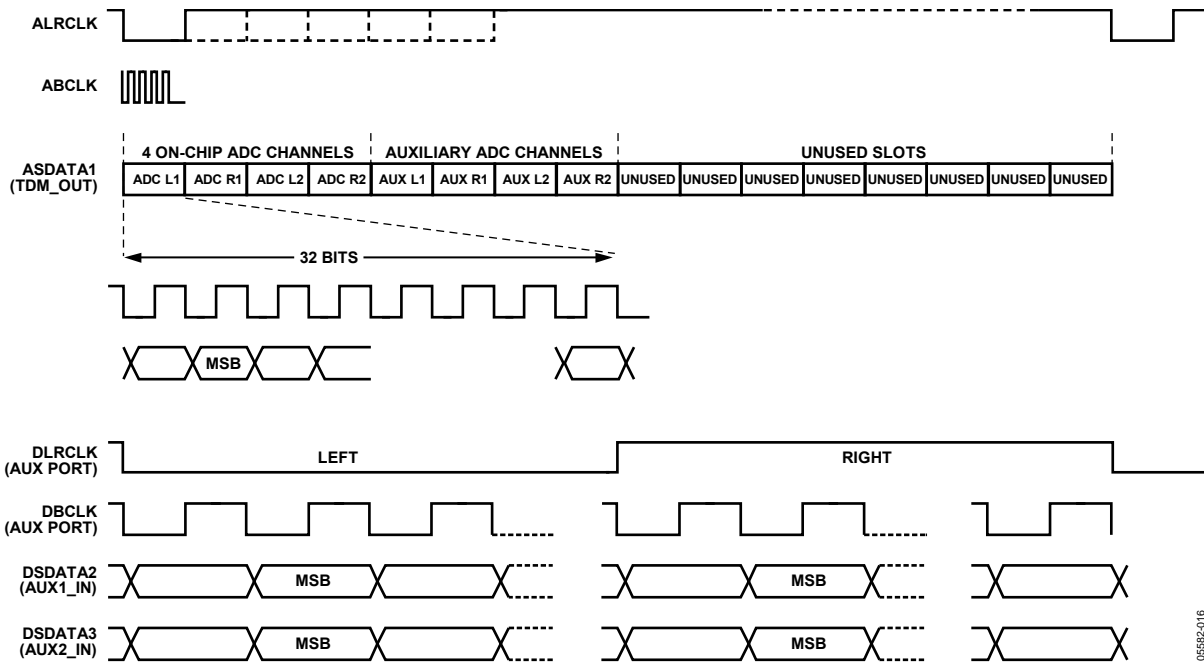 ALRCLK
ABCLK
4 ON-CHIP ADC CHANNELS AUXILIARY ADC CHANNELS UNUSED SLOTS
ASDATA1
(TDM_OUT)
ADC L1 ADC R1 ADC L2 ADC R2 AUX L1 AUX R1 AUX L2 AUX R2 UNUSED UNUSED UNUSED UNUSED UNUSED UNUSED UNUSED UNUSED
32 BITS
MSB
DLRCLK
(AUX PORT)
LEFT RIGHT
DBCLK
(AUX PORT)
DSDATA2
(AUX1_IN)
MSB MSB
DSDATA3
(AUX2_IN)
MSB MSB
05582-016